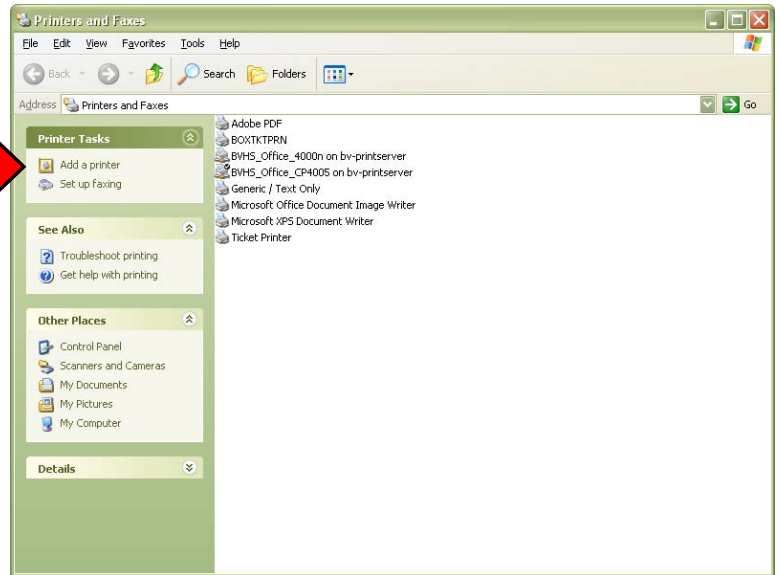 Printers and Faxes
File Edit View Favorites Tools Help
Back Search Folders
Address Printers and Faxes Go
Printer Tasks
Add a printer
Set up faxing
See Also
Troubleshoot printing
Get help with printing
Other Places
Control Panel
Scanners and Cameras
My Documents
My Pictures
My Computer
Details
Adobe PDF
BOXTKTPRN
BVHS_Office_4000n on bv-printserver
BVHS_Office_CP4005 on bv-printserver
Generic / Text Only
Microsoft Office Document Image Writer
Microsoft XPS Document Writer
Ticket Printer